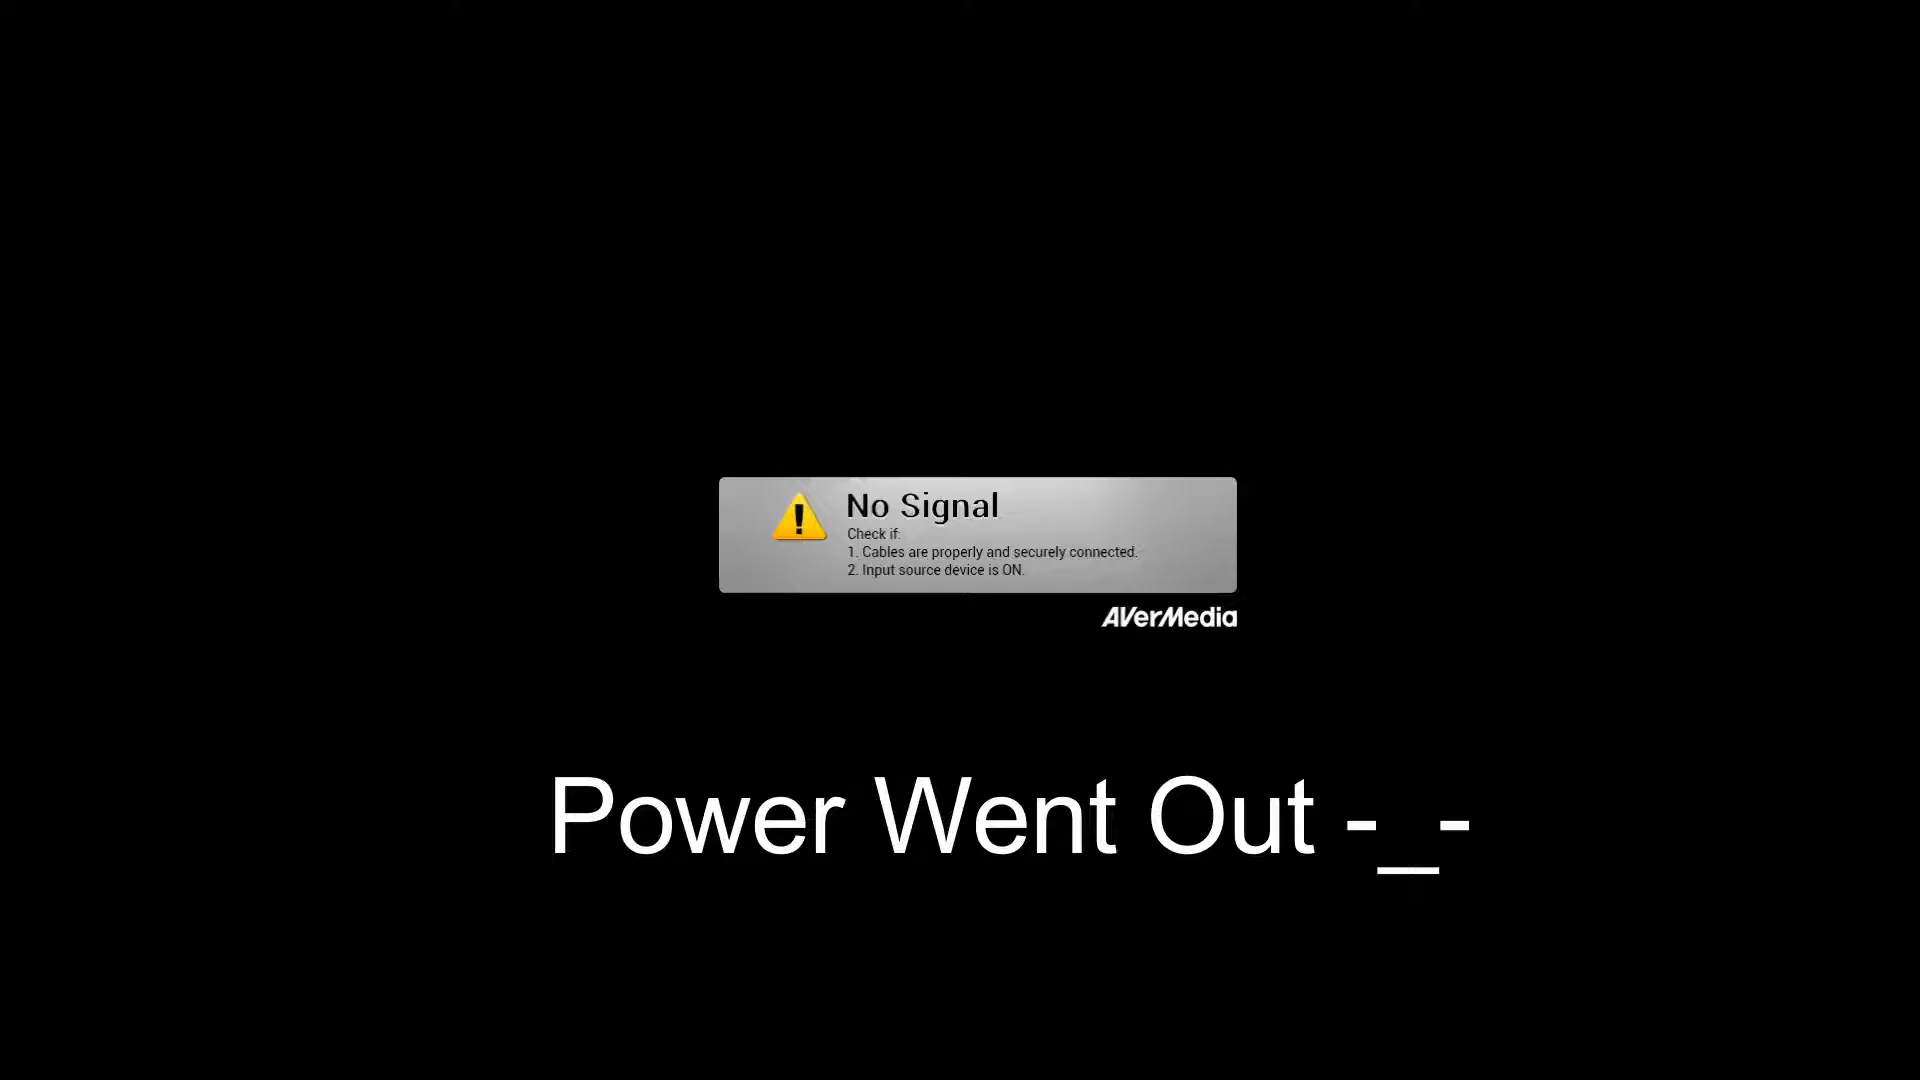 No Signal
Check if:
1. Cables are properly and securely connected.
2. Input source device is ON.
AVerMedia
Power Went Out -_-